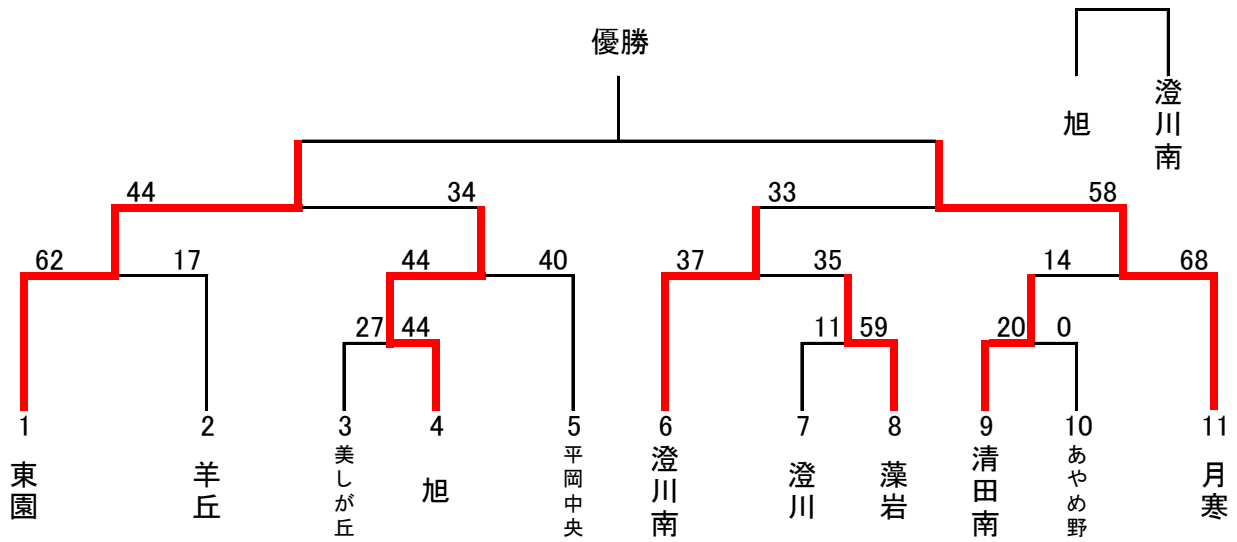 優勝
旭
澄川南
44
34
33
58
62
17
44
40
37
35
14
68
27
44
11
59
20
0
1
2
3
4
5
6
7
8
9
10
11
東園
羊丘
美しが丘
旭
平岡中央
澄川南
澄川
藻岩
清田南
あやめ野
月寒